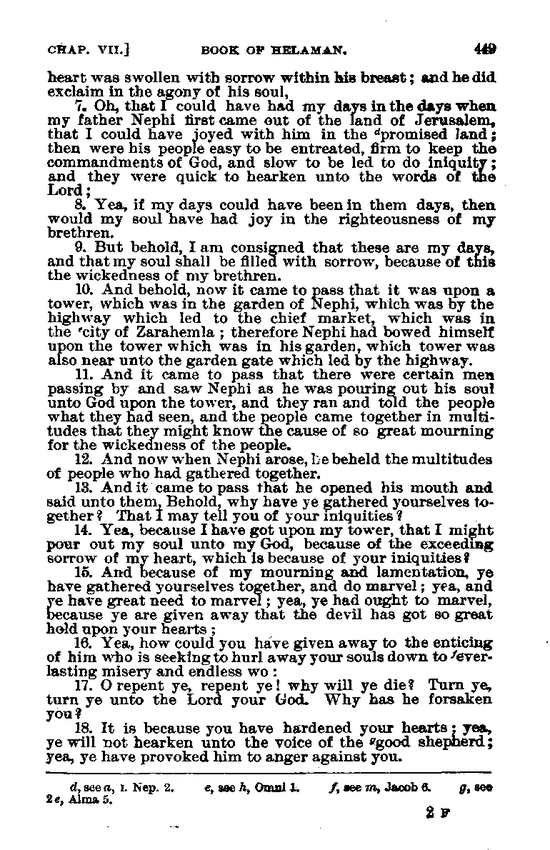 CHAP. VII.] BOOK OF HELAMAN. 449
heart was swollen with sorrow within his breast; and he did
exclaim in the agony of his soul,
7. Oh, that I could have had my days in the days when
my father Nephi first came out of the land of Jerusalem,
that I could have joyed with him in the ᵈpromised land;
then were his people easy to be entreated, firm to keep the
commandments of God, and slow to be led to do iniquity;
and they were quick to hearken unto the words of the
Lord;
8. Yea, if my days could have been in them days, then
would my soul have had joy in the righteousness of my
brethren.
9. But behold, I am consigned that these are my days,
and that my soul shall be filled with sorrow, because of this
the wickedness of my brethren.
10. And behold, now it came to pass that it was upon a
tower, which was in the garden of Nephi, which was by the
highway which led to the chief market, which was in
the ᵉcity of Zarahemla; therefore Nephi had bowed himself
upon the tower which was in his garden, which tower was
also near unto the garden gate which led by the highway.
11. And it came to pass that there were certain men
passing by and saw Nephi as he was pouring out his soul
unto God upon the tower, and they ran and told the people
what they had seen, and the people came together in multi-
tudes that they might know the cause of so great mourning
for the wickedness of the people.
12. And now when Nephi arose, he beheld the multitudes
of people who had gathered together.
13. And it came to pass that he opened his mouth and
said unto them, Behold, why have ye gathered yourselves to-
gether? That I may tell you of your iniquities?
14. Yea, because I have got upon my tower, that I might
pour out my soul unto my God, because of the exceeding
sorrow of my heart, which is because of your iniquities?
15. And because of my mourning and lamentation, ye
have gathered yourselves together, and do marvel; yea, and
ye have great need to marvel; yea, ye had ought to marvel,
because ye are given away that the devil has got so great
hold upon your hearts;
16. Yea, how could you have given away to the enticing
of him who is seeking to hurl away your souls down to ᶠever-
lasting misery and endless wo:
17. O repent ye, repent ye! why will ye die? Turn ye,
turn ye unto the Lord your God. Why has he forsaken
you?
18. It is because you have hardened your hearts; yea,
ye will not hearken unto the voice of the ᵍgood shepherd;
yea, ye have provoked him to anger against you.
d, see a, I. Nep. 2. e, see h, Omni 1. f, see m, Jacob 6. g, see
2 e, Alma 5.
2 F